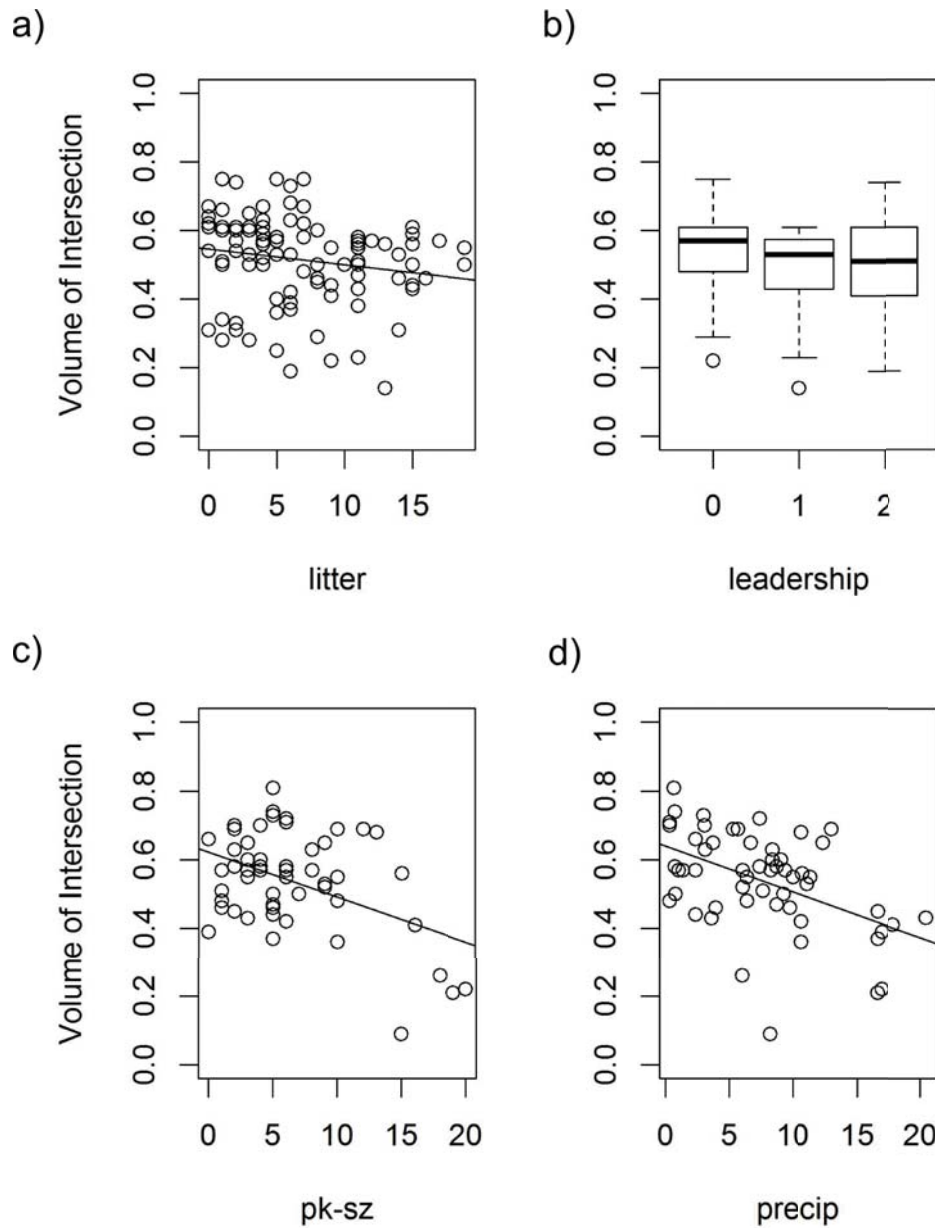 a)
b)
Volume of Intersection
0.0 0.2 0.4 0.6 0.8 1.0
0 5 10 15
litter
0.0 0.2 0.4 0.6 0.8 1.0
0 1 2
leadership
c)
d)
Volume of Intersection
0.0 0.2 0.4 0.6 0.8 1.0
0 5 10 15 20
pk-sz
0.0 0.2 0.4 0.6 0.8 1.0
0 5 10 15 20
precip